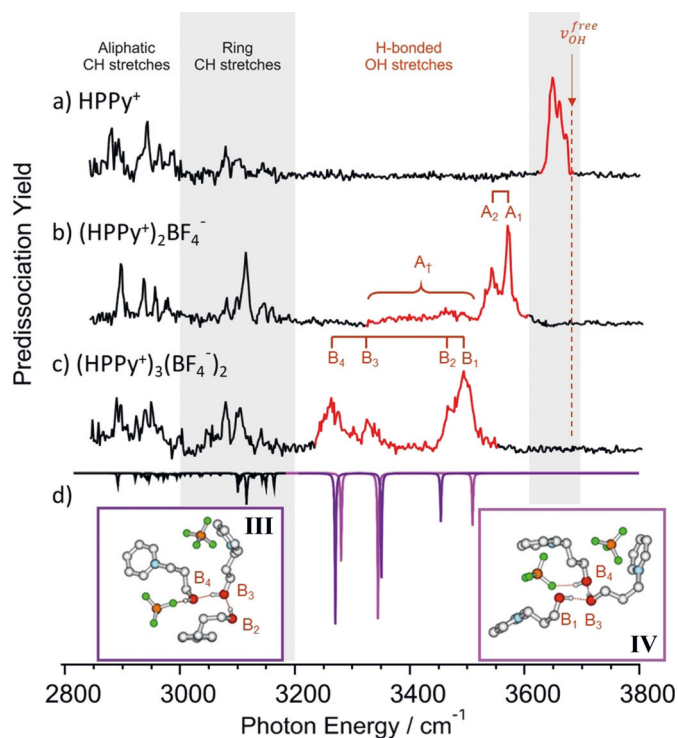 Aliphatic
CH stretches
Ring
CH stretches
H-bonded
OH stretches
ν_OH^free
a) HPPy⁺
A₂ A₁
b) (HPPy⁺)₂BF₄⁻
A†
c) (HPPy⁺)₃(BF₄⁻)₂
B₄ B₃ B₂ B₁
d)
III
B₄
B₃
B₂
IV
B₄
B₁ B₃
Predissociation Yield
2800 3000 3200 3400 3600 3800
Photon Energy / cm⁻¹